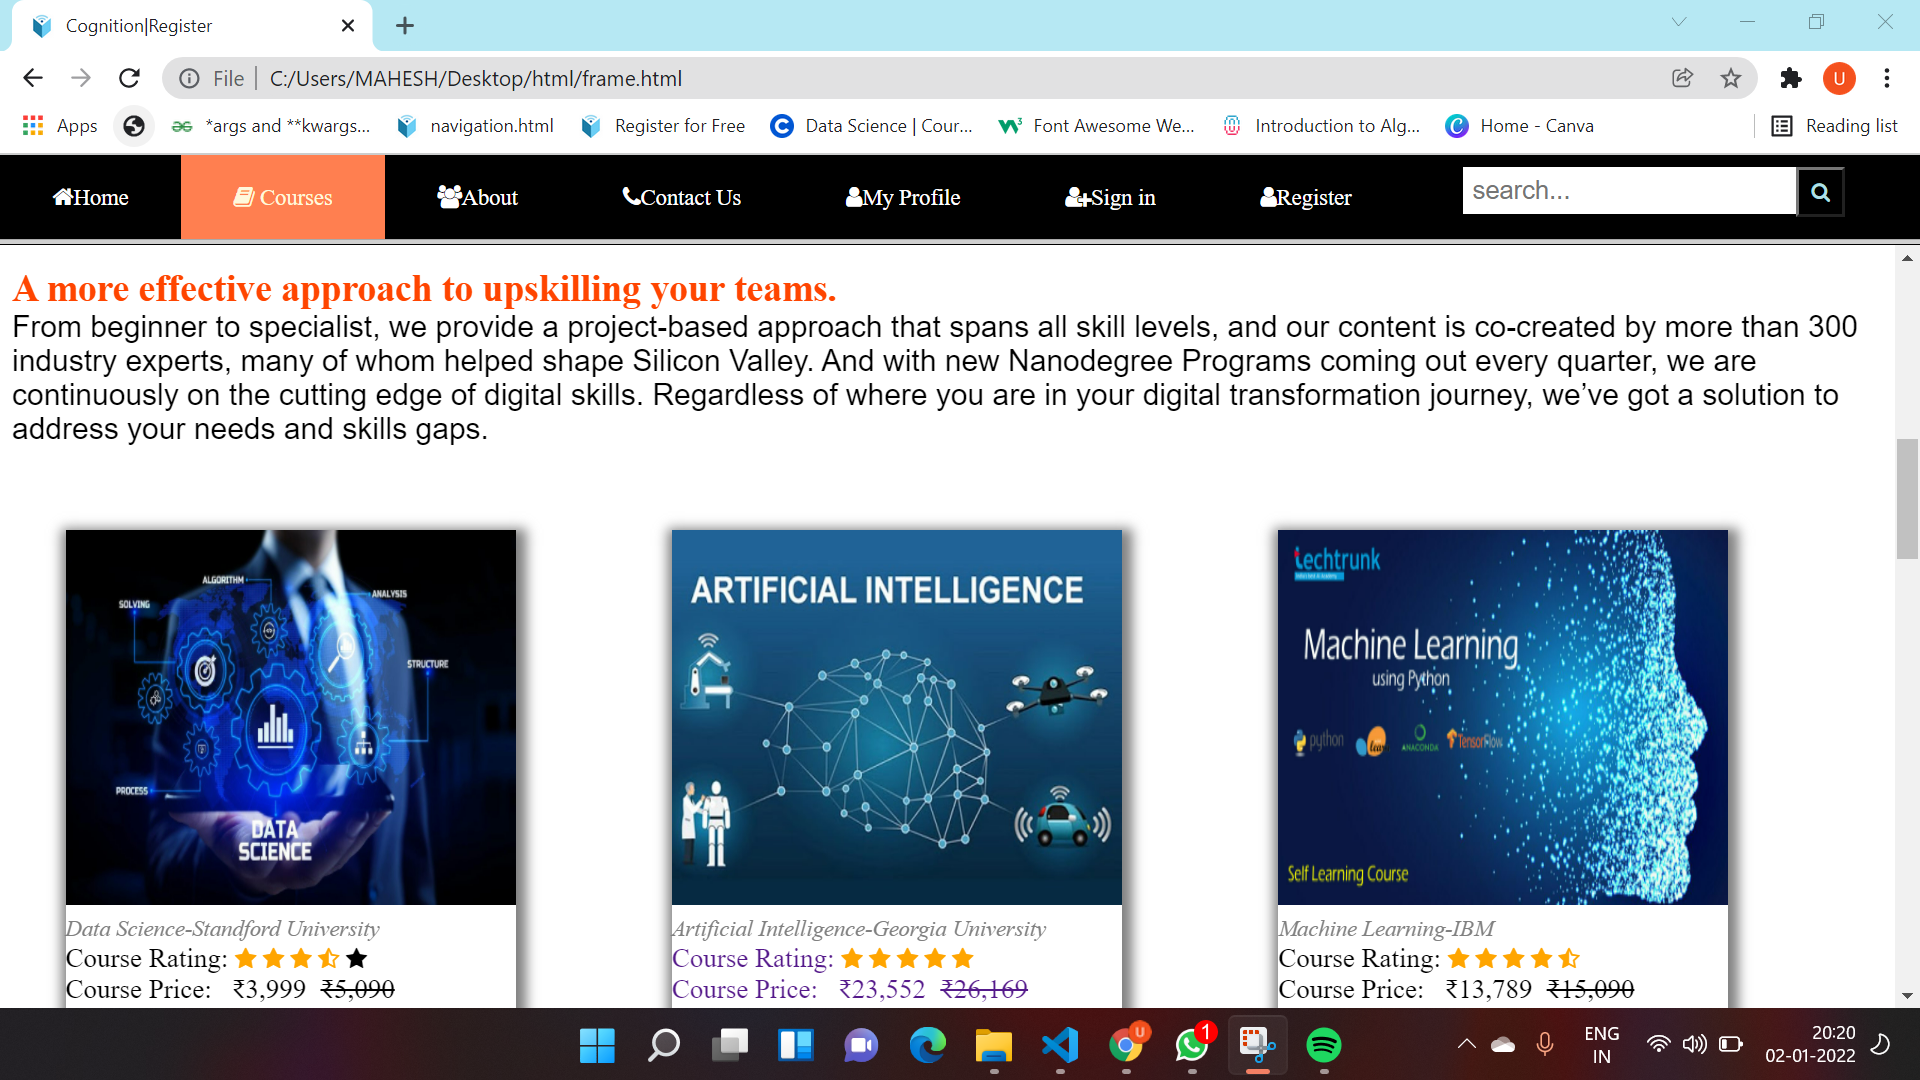 Cognition|Register
File
C:/Users/MAHESH/Desktop/html/frame.html
U
Apps
*args and **kwargs...
navigation.html
Register for Free
Data Science | Cour...
Font Awesome We...
Introduction to Alg...
Home - Canva
Reading list
Home
Courses
About
Contact Us
My Profile
Sign in
Register
search...
A more effective approach to upskilling your teams.
From beginner to specialist, we provide a project-based approach that spans all skill levels, and our content is co-created by more than 300
industry experts, many of whom helped shape Silicon Valley. And with new Nanodegree Programs coming out every quarter, we are
continuously on the cutting edge of digital skills. Regardless of where you are in your digital transformation journey, we've got a solution to
address your needs and skills gaps.
ALGORITHM
SOLVING
ANALYSIS
STRUCTURE
PROCESS
DATA
SCIENCE
Data Science-Standford University
Course Rating:
Course Price: ₹3,999 ₹5,090
ARTIFICIAL INTELLIGENCE
Artificial Intelligence-Georgia University
Course Rating:
Course Price: ₹23,552 ₹26,169
techtrunk
Machine Learning
using Python
python
ANACONDA
TensorFlow
Self Learning Course
Machine Learning-IBM
Course Rating:
Course Price: ₹13,789 ₹15,090
U
1
ENG
IN
20:20
02-01-2022